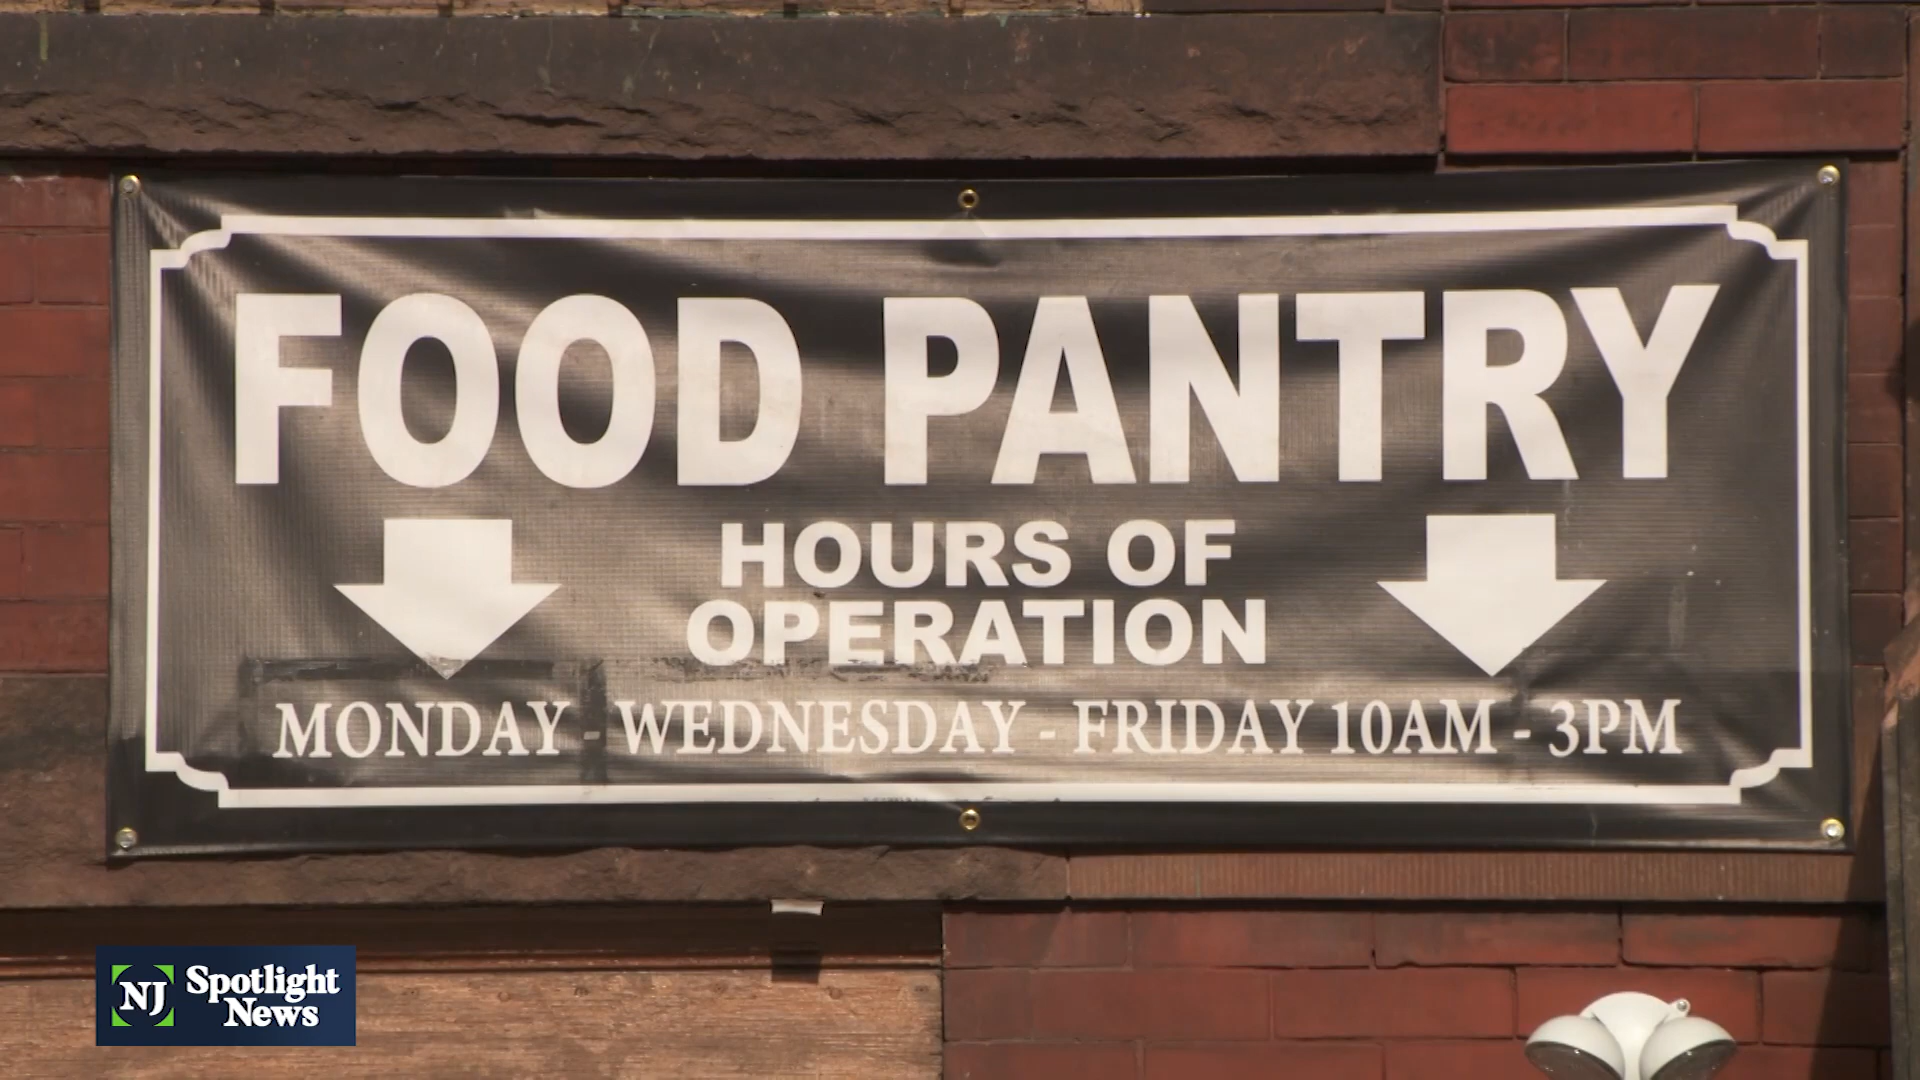 FOOD PANTRY
HOURS OF
OPERATION
MONDAY - WEDNESDAY - FRIDAY 10AM - 3PM
NJ Spotlight
News